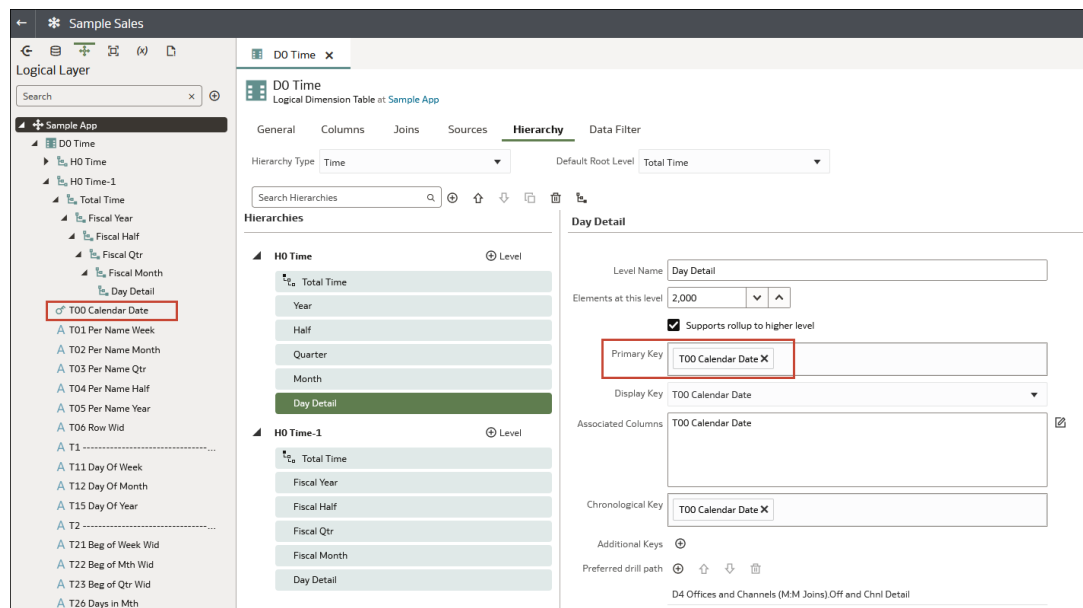 Sample Sales
(x)
Logical Layer
Search
Sample App
D0 Time
H0 Time
H0 Time-1
Total Time
Fiscal Year
Fiscal Half
Fiscal Qtr
Fiscal Month
Day Detail
T00 Calendar Date
A T01 Per Name Week
A T02 Per Name Month
A T03 Per Name Qtr
A T04 Per Name Half
A T05 Per Name Year
A T06 Row Wid
A T1 --------------------------------...
A T11 Day Of Week
A T12 Day Of Month
A T15 Day Of Year
A T2 --------------------------------...
A T21 Beg of Week Wid
A T22 Beg of Mth Wid
A T23 Beg of Qtr Wid
A T26 Days in Mth
D0 Time
D0 Time
Logical Dimension Table at Sample App
General Columns Joins Sources Hierarchy Data Filter
Hierarchy Type Time Default Root Level Total Time
Search Hierarchies
Hierarchies
H0 Time Level
Total Time
Year
Half
Quarter
Month
Day Detail
H0 Time-1 Level
Total Time
Fiscal Year
Fiscal Half
Fiscal Qtr
Fiscal Month
Day Detail
Day Detail
Level Name Day Detail
Elements at this level 2,000
Supports rollup to higher level
Primary Key T00 Calendar Date
Display Key T00 Calendar Date
Associated Columns T00 Calendar Date
Chronological Key T00 Calendar Date
Additional Keys
Preferred drill path
D4 Offices and Channels (M:M Joins).Off and Chnl Detail